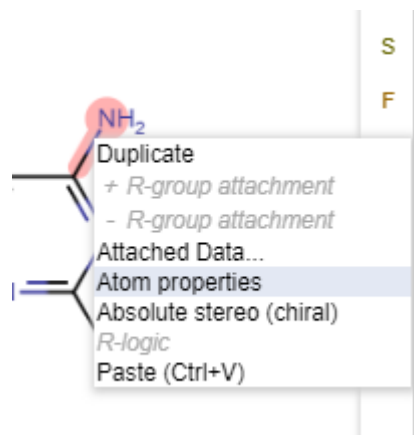 S
F
NH₂
Duplicate
+ R-group attachment
- R-group attachment
Attached Data...
Atom properties
Absolute stereo (chiral)
R-logic
Paste (Ctrl+V)